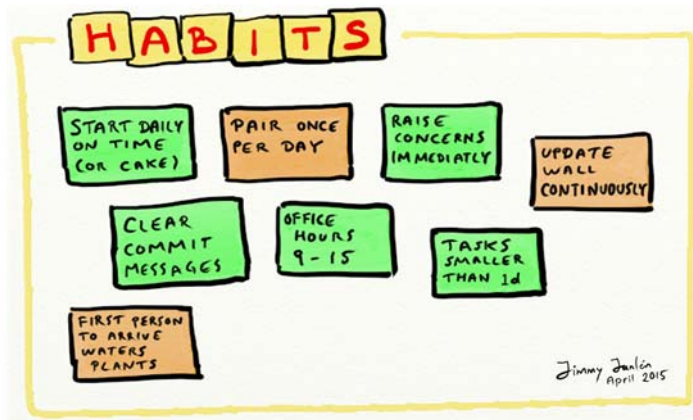 HABITS
START DAILY
ON TIME
(OR CAKE)
PAIR ONCE
PER DAY
RAISE
CONCERNS
IMMEDIATLY
UPDATE
WALL
CONTINUOUSLY
CLEAR
COMMIT
MESSAGES
OFFICE
HOURS
9-15
TASKS
SMALLER
THAN 1d
FIRST PERSON
TO ARRIVE
WATERS
PLANTS
Jimmy Janlén
April 2015